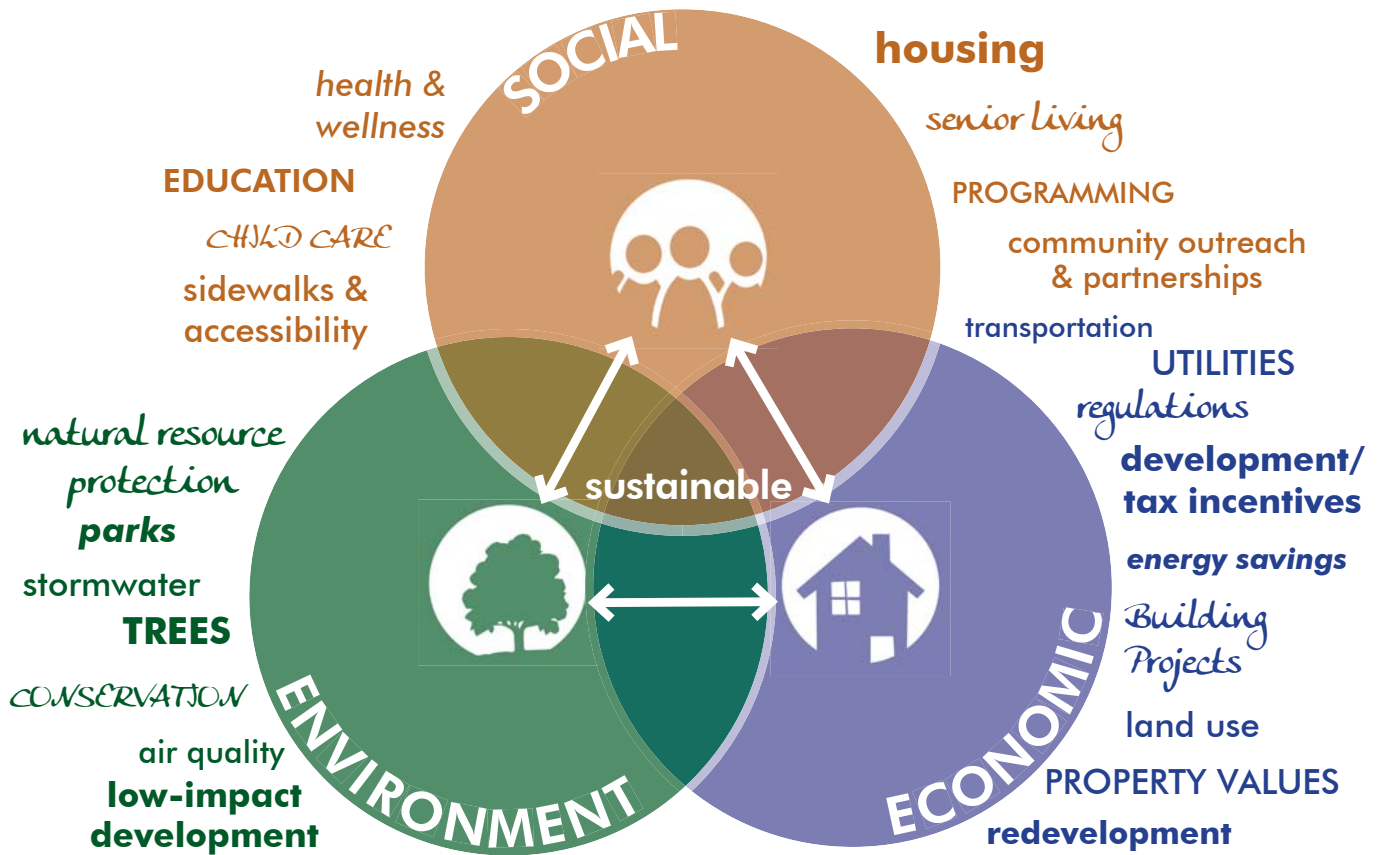 SOCIAL
health &
wellness
EDUCATION
CHILD CARE
sidewalks &
accessibility
housing
senior living
PROGRAMMING
community outreach
& partnerships
transportation
UTILITIES
regulations
development/
tax incentives
energy savings
Building
Projects
land use
PROPERTY VALUES
redevelopment
ECONOMIC
sustainable
natural resource
protection
parks
stormwater
TREES
CONSERVATION
air quality
low-impact
development
ENVIRONMENT